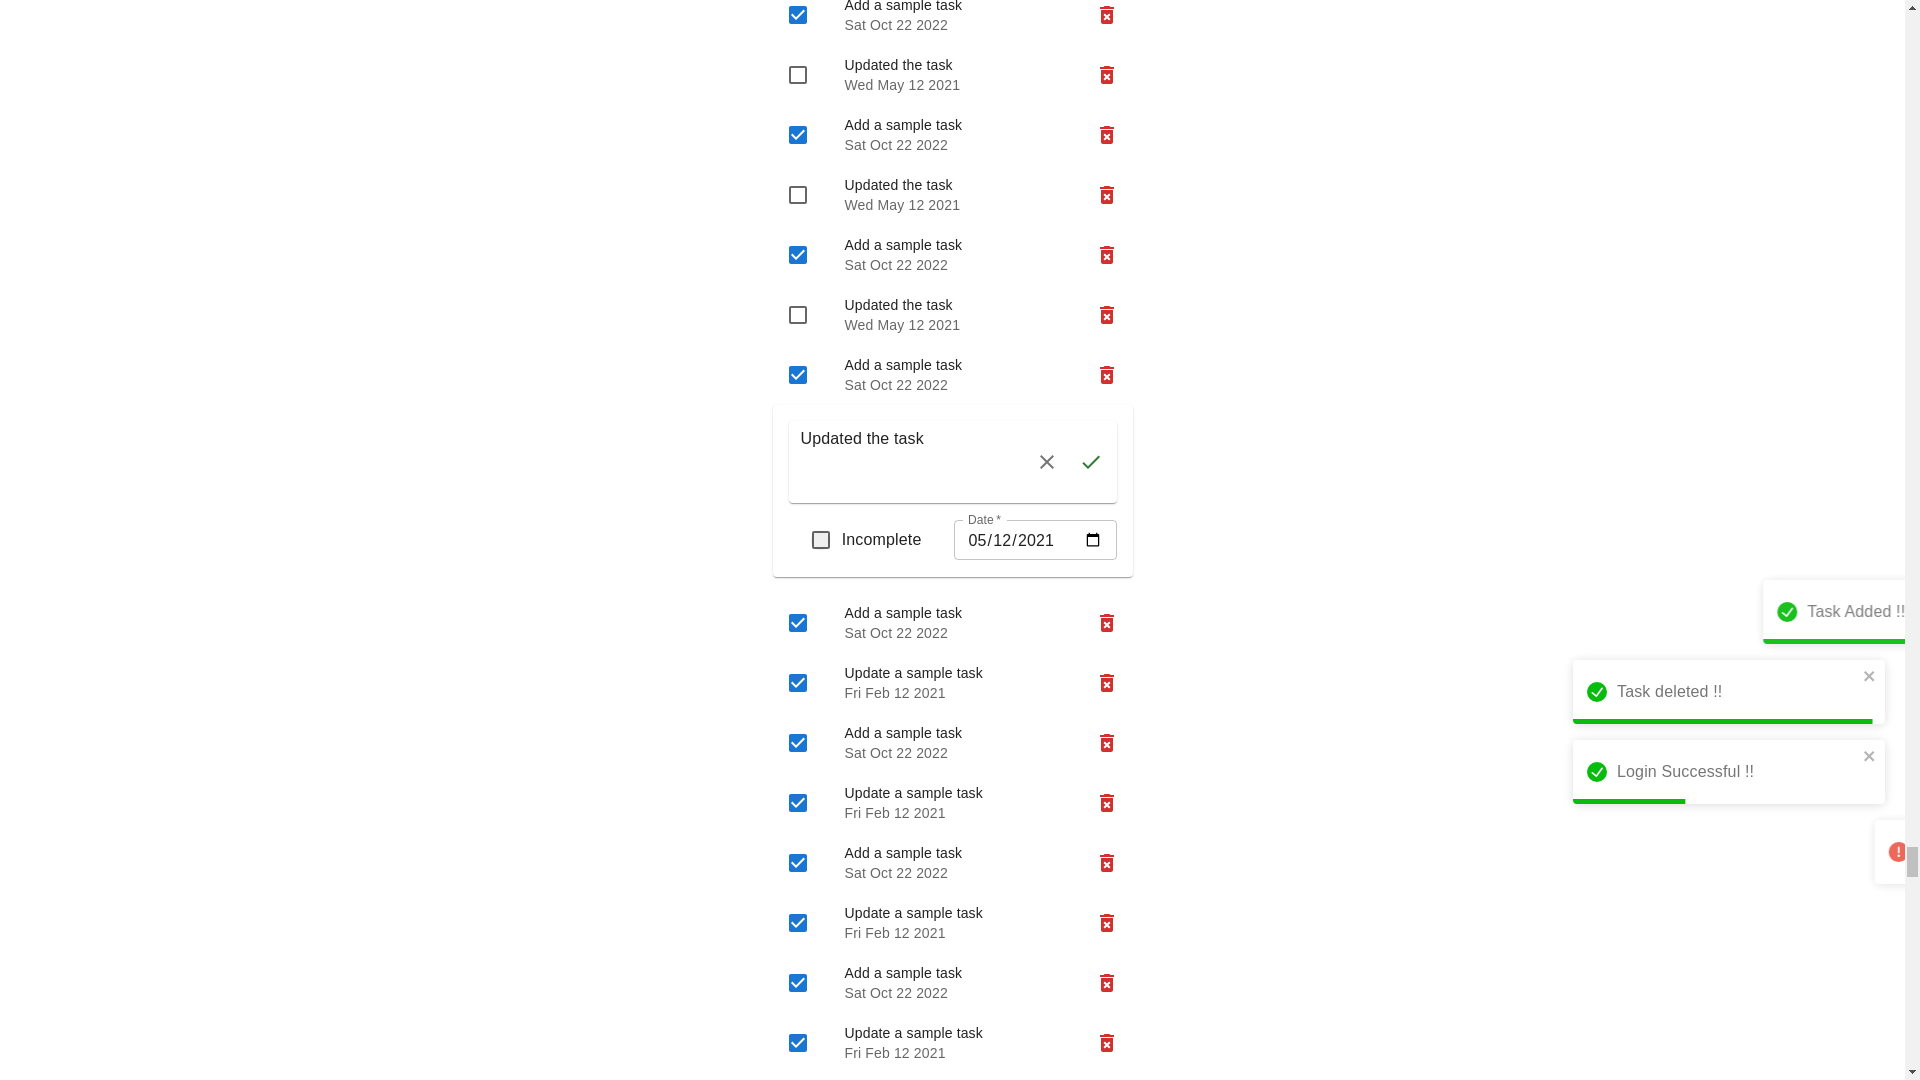 Add a sample task
Sat Oct 22 2022
Updated the task
Wed May 12 2021
Add a sample task
Sat Oct 22 2022
Updated the task
Wed May 12 2021
Add a sample task
Sat Oct 22 2022
Updated the task
Wed May 12 2021
Add a sample task
Sat Oct 22 2022
Updated the task
Incomplete
Date *
05/12/2021
Add a sample task
Sat Oct 22 2022
Update a sample task
Fri Feb 12 2021
Add a sample task
Sat Oct 22 2022
Update a sample task
Fri Feb 12 2021
Add a sample task
Sat Oct 22 2022
Update a sample task
Fri Feb 12 2021
Add a sample task
Sat Oct 22 2022
Update a sample task
Fri Feb 12 2021
Task Added !!
Task deleted !!
Login Successful !!